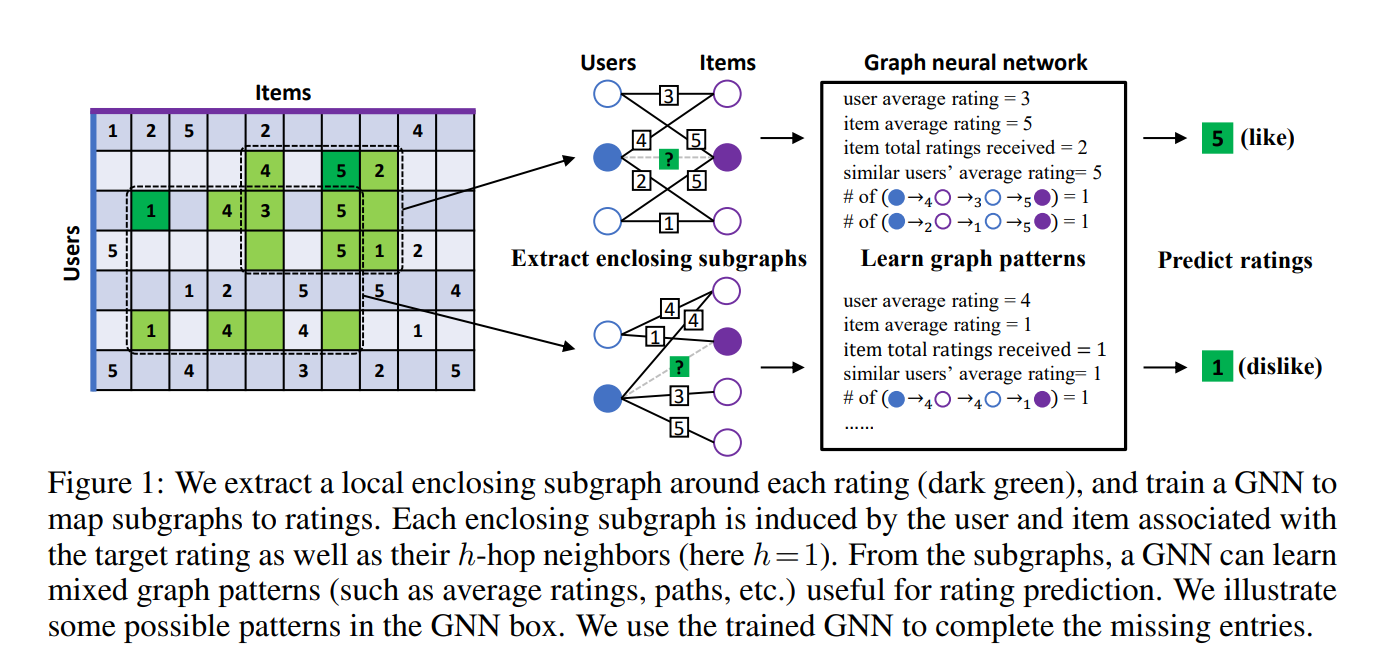 Users Items Graph neural network
Items
Users
1 2 5 2 4
4 5 2
1 4 3 5
5 5 1 2
1 2 5 5 4
1 4 4 1
5 4 3 2 5
3
4 5
?
2 5
1
Extract enclosing subgraphs
4
4
1
?
3
5
user average rating = 3
item average rating = 5
item total ratings received = 2
similar users' average rating= 5
# of (→4 →3 →5 ) = 1
# of (→2 →1 →5 ) = 1
Learn graph patterns
user average rating = 4
item average rating = 1
item total ratings received = 1
similar users' average rating= 1
# of (→4 →4 →1 ) = 1
......
5 (like)
Predict ratings
1 (dislike)
Figure 1: We extract a local enclosing subgraph around each rating (dark green), and train a GNN to
map subgraphs to ratings. Each enclosing subgraph is induced by the user and item associated with
the target rating as well as their h-hop neighbors (here h=1). From the subgraphs, a GNN can learn
mixed graph patterns (such as average ratings, paths, etc.) useful for rating prediction. We illustrate
some possible patterns in the GNN box. We use the trained GNN to complete the missing entries.